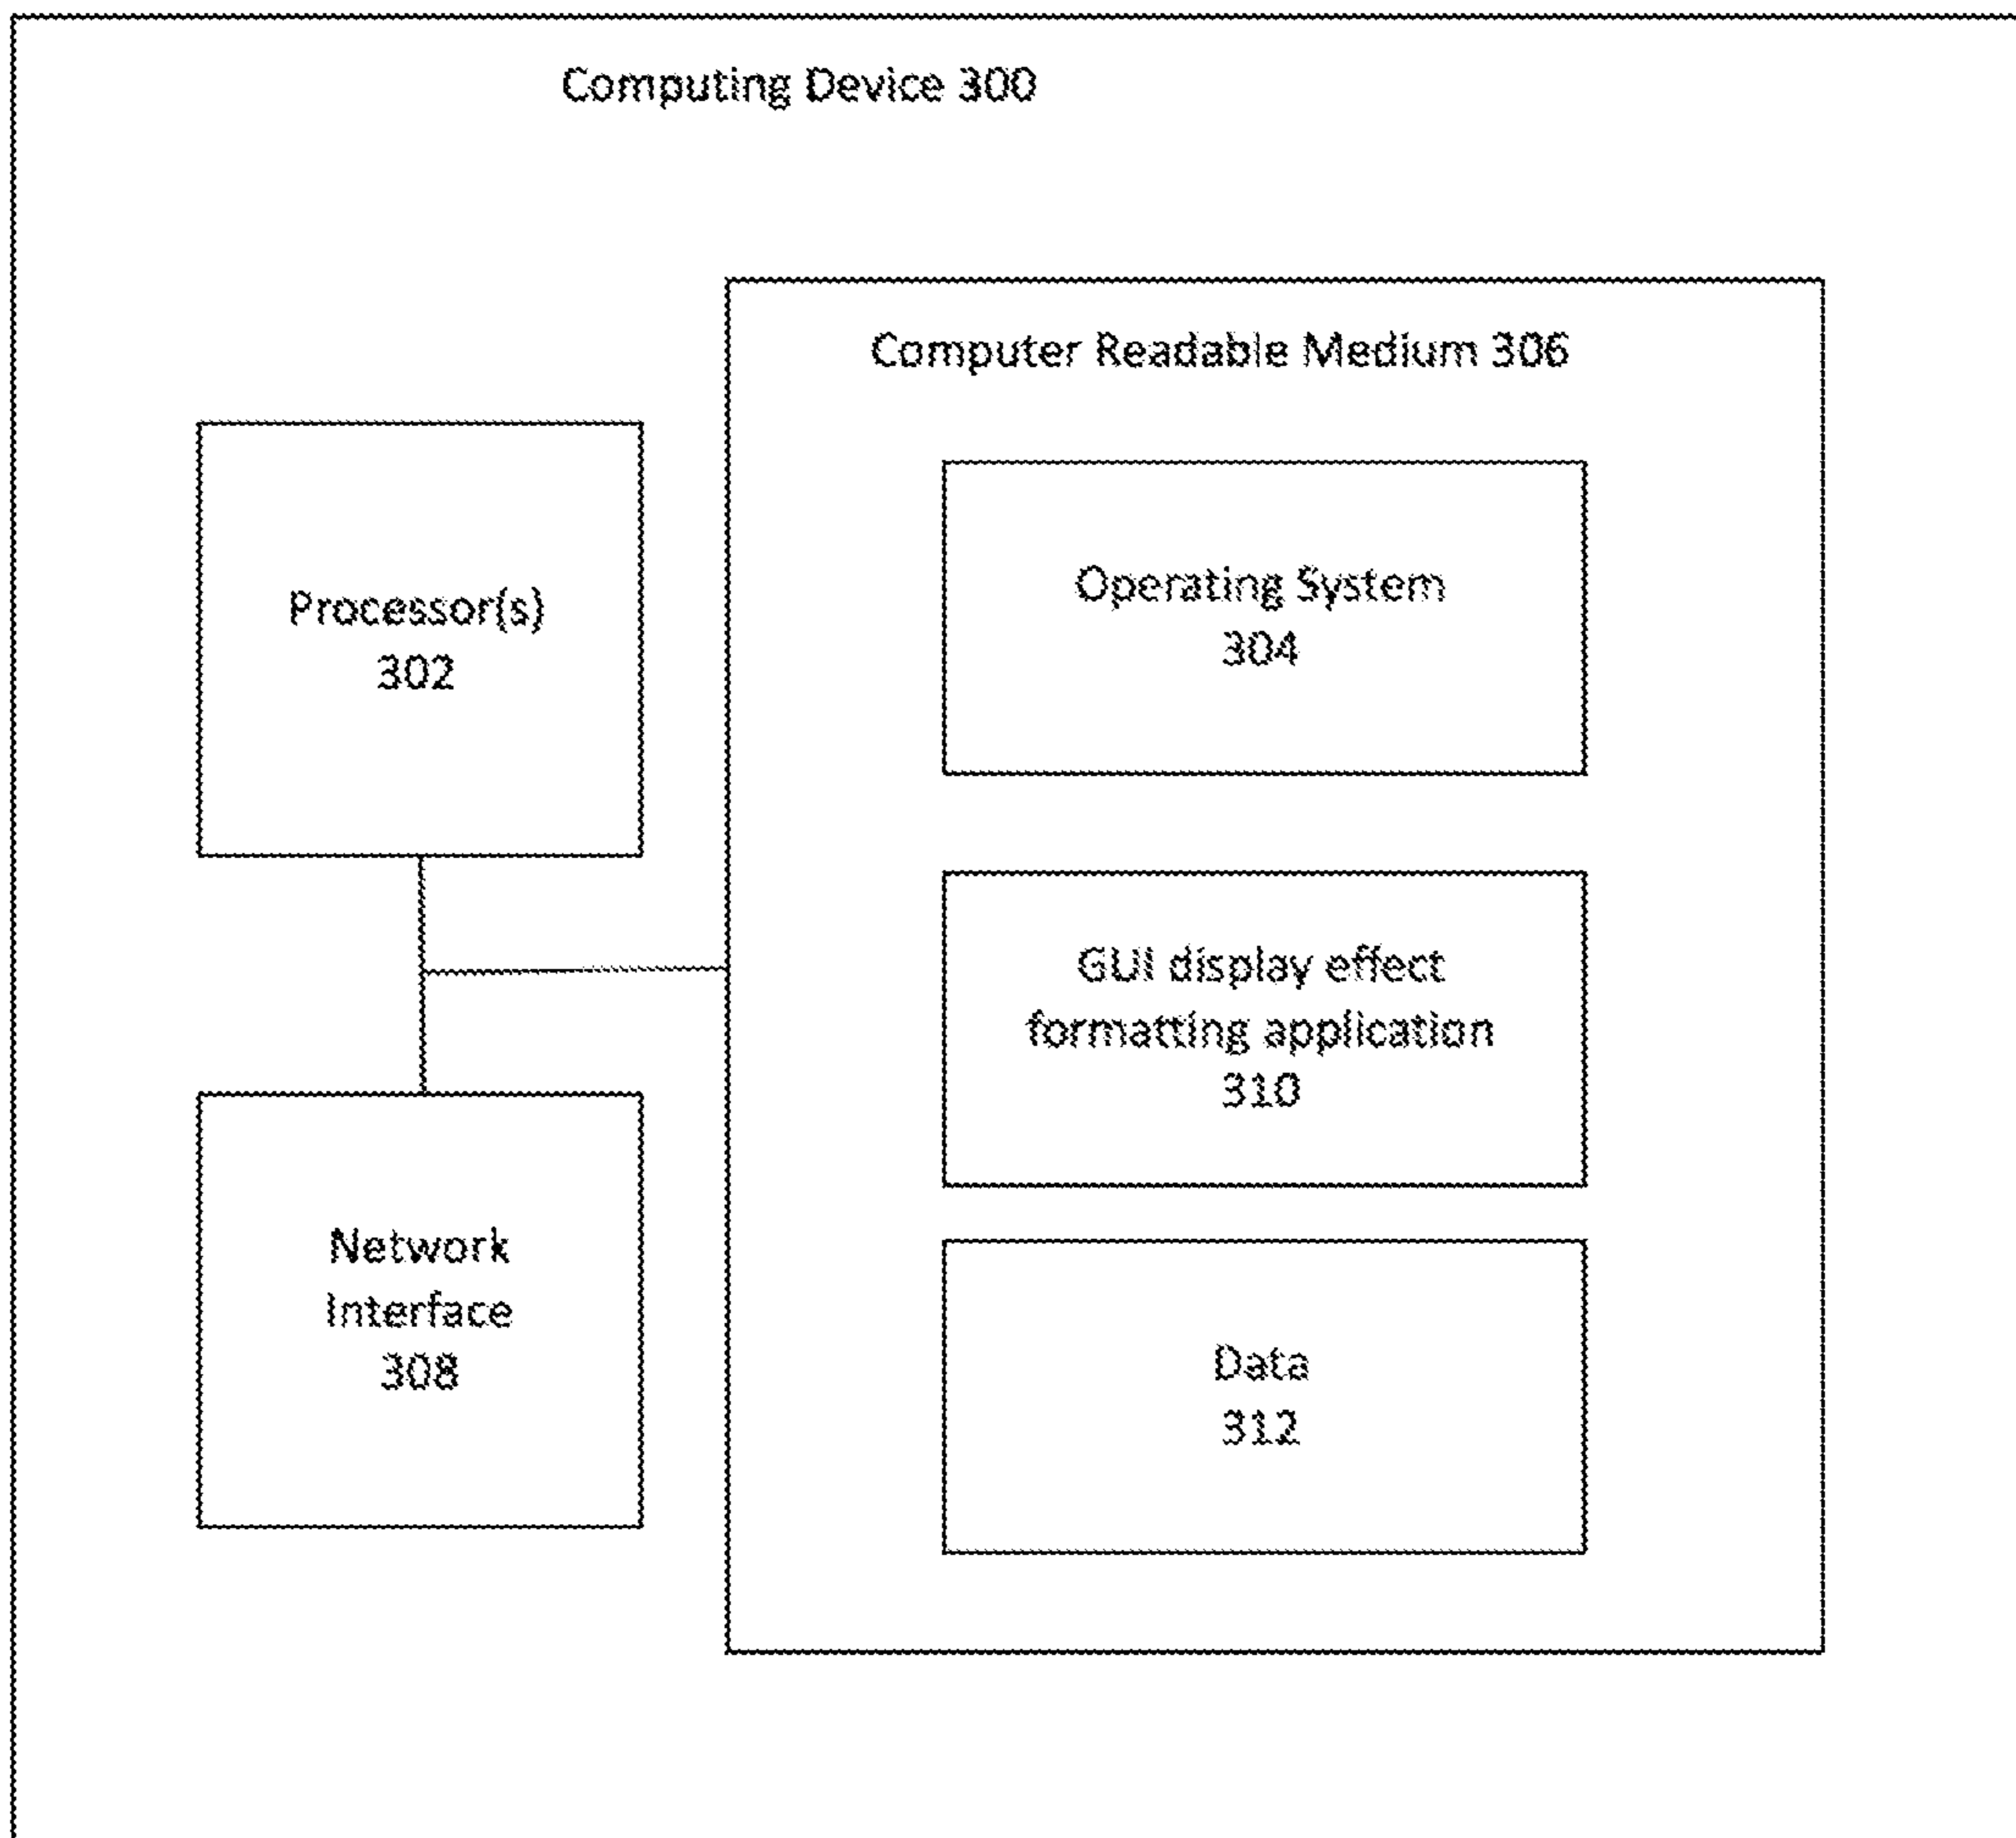 Computing Device 300
Computer Readable Medium 306
Processor(s)
302
Operating System
304
GUI display effect
formatting application
310
Network
Interface
308
Data
312